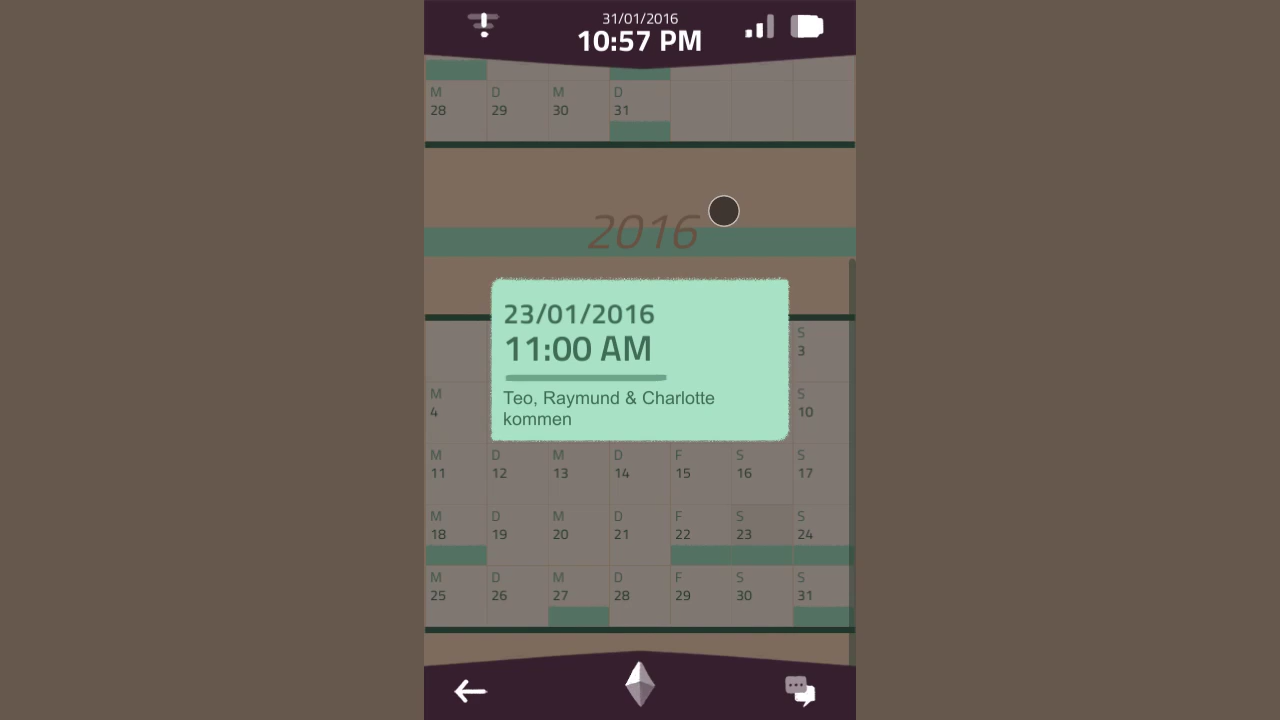 31/01/2016
10:57 PM
M D M D
28 29 30 31
2016
23/01/2016
11:00 AM
Teo, Raymund & Charlotte
kommen
S
3
M S
4 10
M D M D F S S
11 12 13 14 15 16 17
M D M D F S S
18 19 20 21 22 23 24
M D M D F S S
25 26 27 28 29 30 31